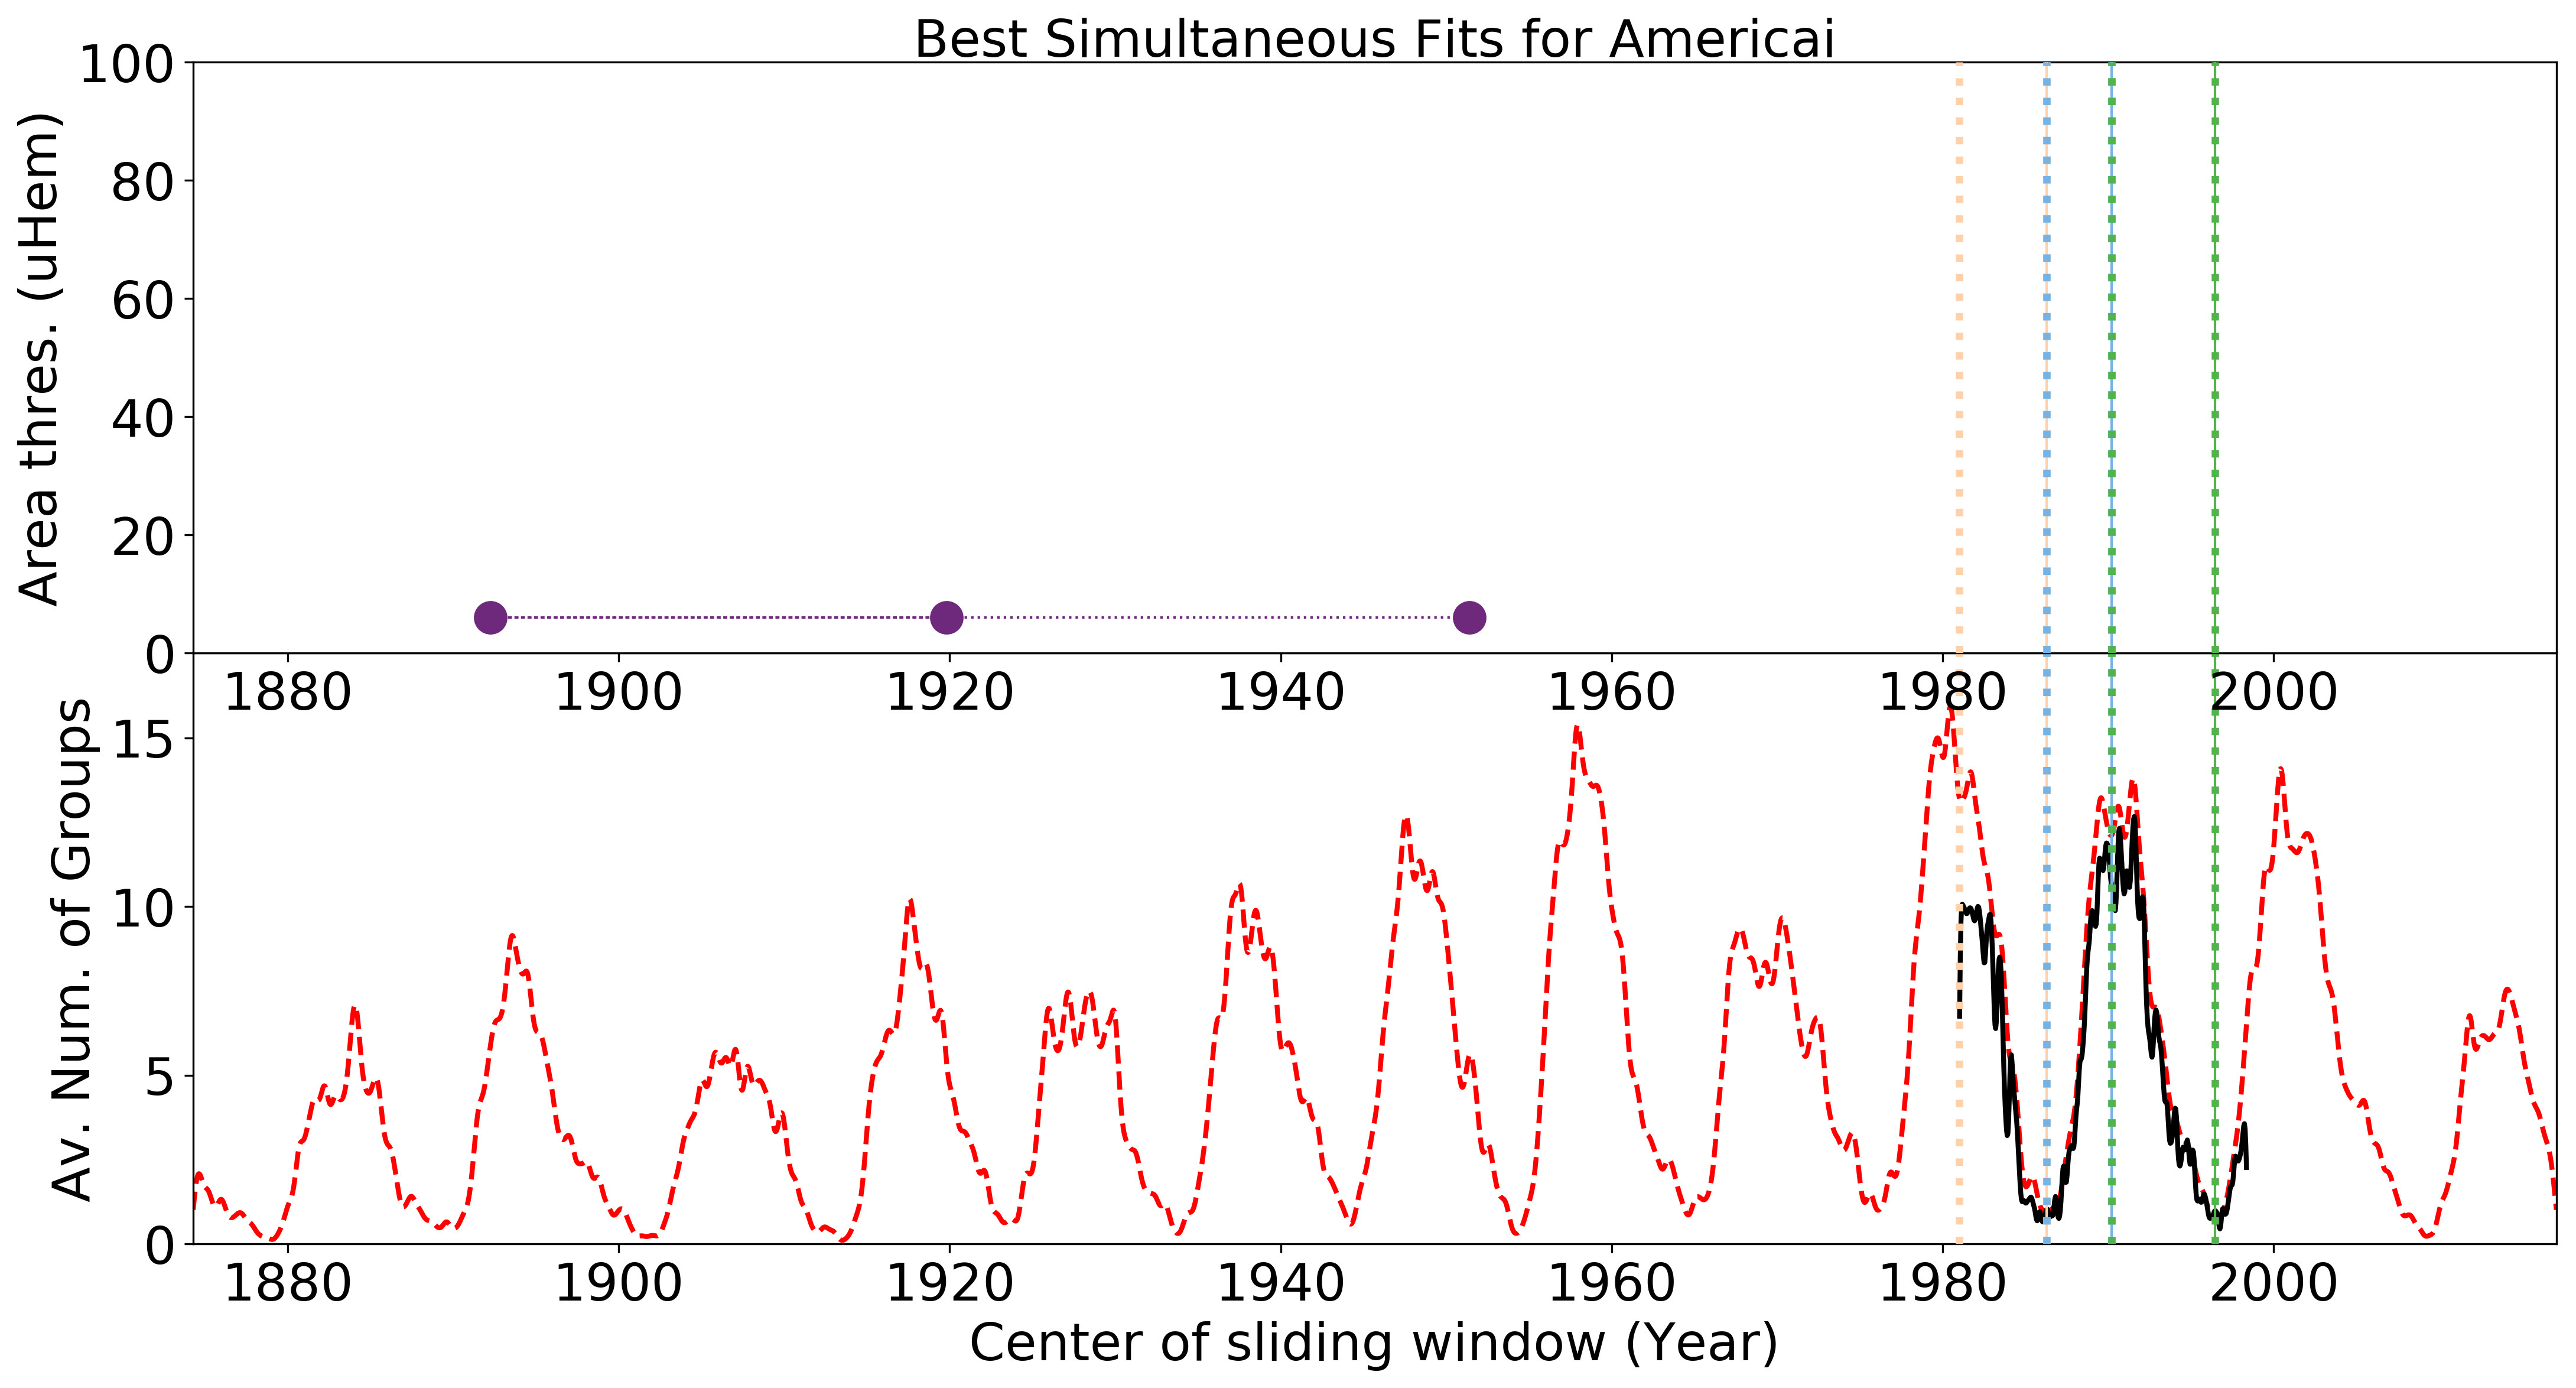 Best Simultaneous Fits for Americai
Area thres. (uHem)
100
80
60
40
20
0
1880 1900 1920 1940 1960 1980 2000
Av. Num. of Groups
15
10
5
0
1880 1900 1920 1940 1960 1980 2000
Center of sliding window (Year)